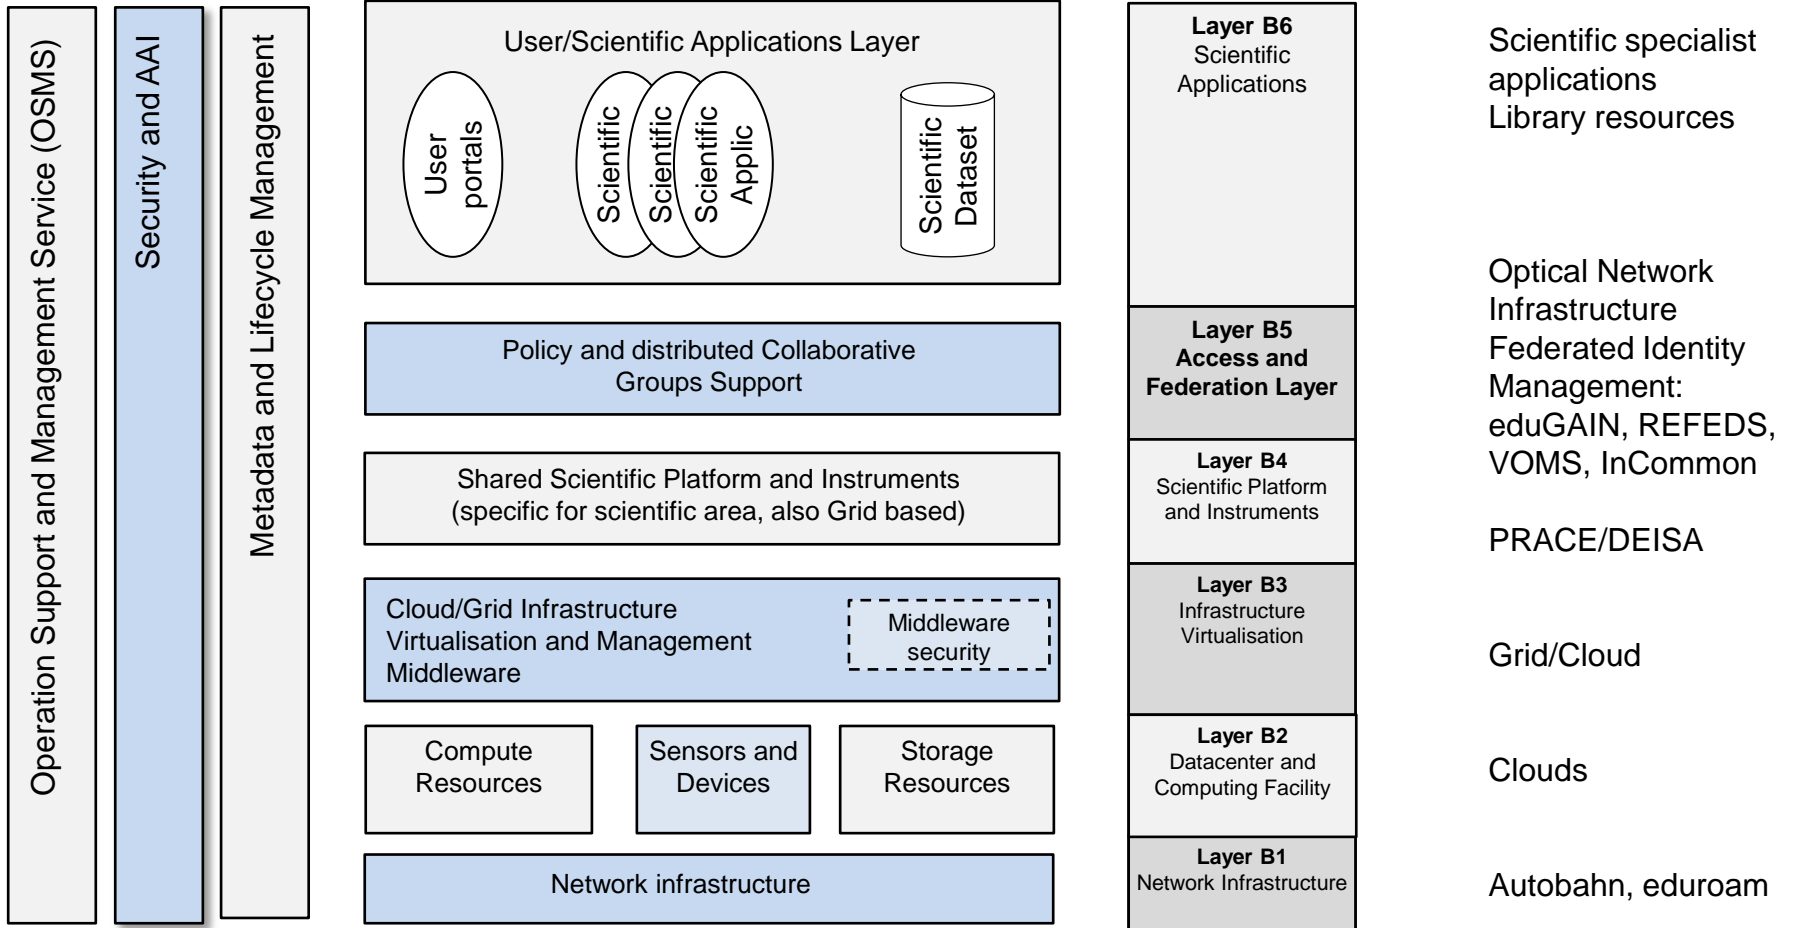 Operation Support and Management Service (OSMS)
Security and AAI
Metadata and Lifecycle Management
User/Scientific Applications Layer
User
portals
Scientific
Scientific
Scientific
Applic
Scientific
Dataset
Policy and distributed Collaborative
Groups Support
Shared Scientific Platform and Instruments
(specific for scientific area, also Grid based)
Cloud/Grid Infrastructure
Virtualisation and Management
Middleware
Middleware
security
Compute
Resources
Sensors and
Devices
Storage
Resources
Network infrastructure
Layer B6
Scientific
Applications
Layer B5
Access and
Federation Layer
Layer B4
Scientific Platform
and Instruments
Layer B3
Infrastructure
Virtualisation
Layer B2
Datacenter and
Computing Facility
Layer B1
Network Infrastructure
Scientific specialist
applications
Library resources
Optical Network
Infrastructure
Federated Identity
Management:
eduGAIN, REFEDS,
VOMS, InCommon
PRACE/DEISA
Grid/Cloud
Clouds
Autobahn, eduroam